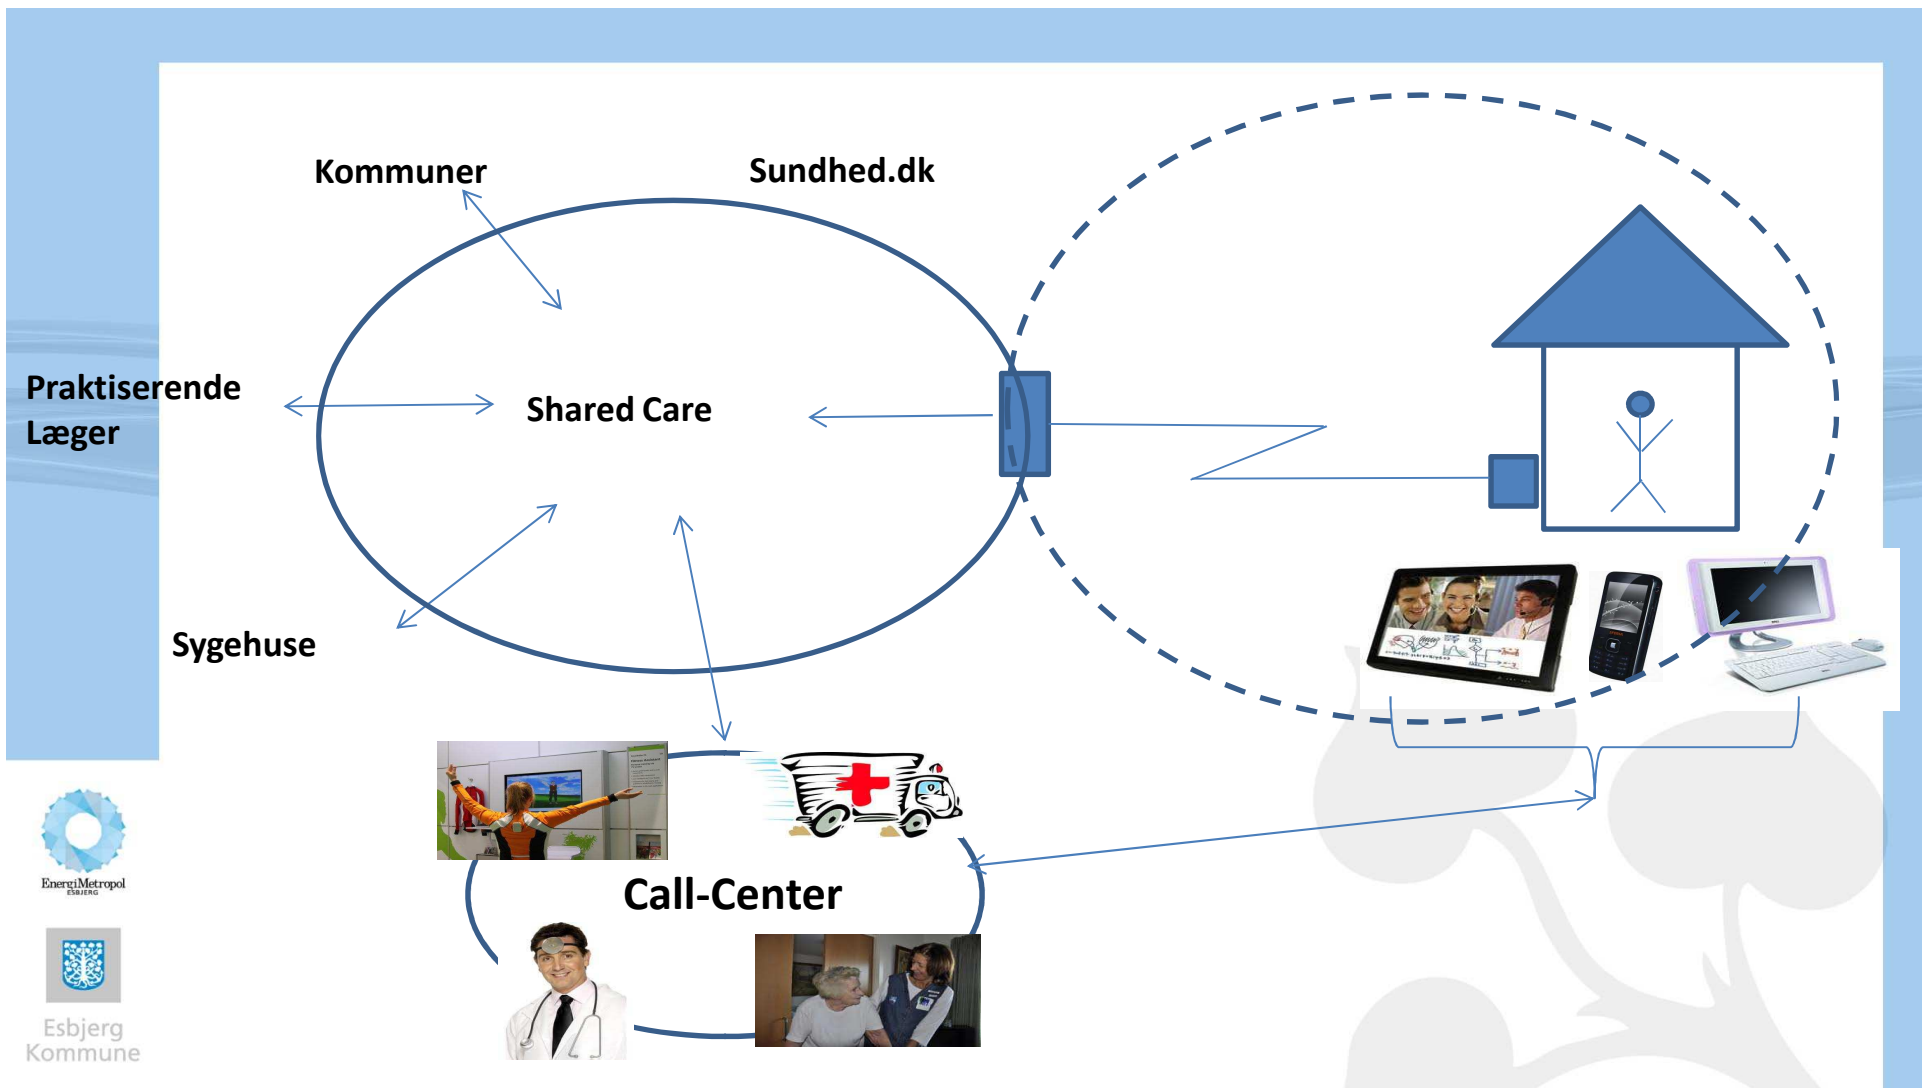 Kommuner
Sundhed.dk
Praktiserende
Læger
Shared Care
Sygehuse
Call-Center
EnergiMetropol
ESBJERG
Esbjerg
Kommune